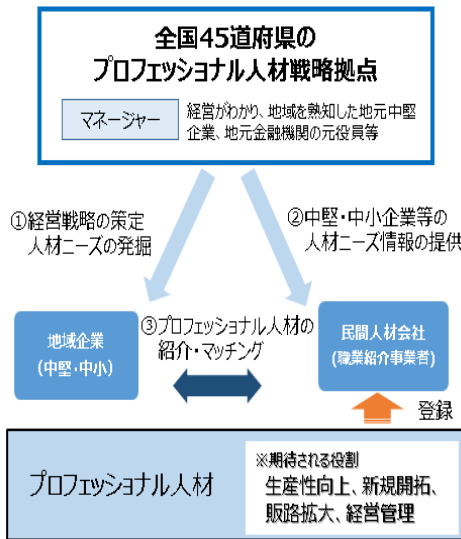 全国45道府県の
プロフェッショナル人材戦略拠点
マネージャー
経営がわかり、地域を熟知した地元中堅
企業、地元金融機関の元役員等
①経営戦略の策定
人材ニーズの発掘
②中堅・中小企業等の
人材ニーズ情報の提供
地域企業
(中堅・中小)
③プロフェッショナル人材の
紹介・マッチング
民間人材会社
(職業紹介事業者)
登録
プロフェッショナル人材
※期待される役割
生産性向上、新規開拓、
販路拡大、経営管理